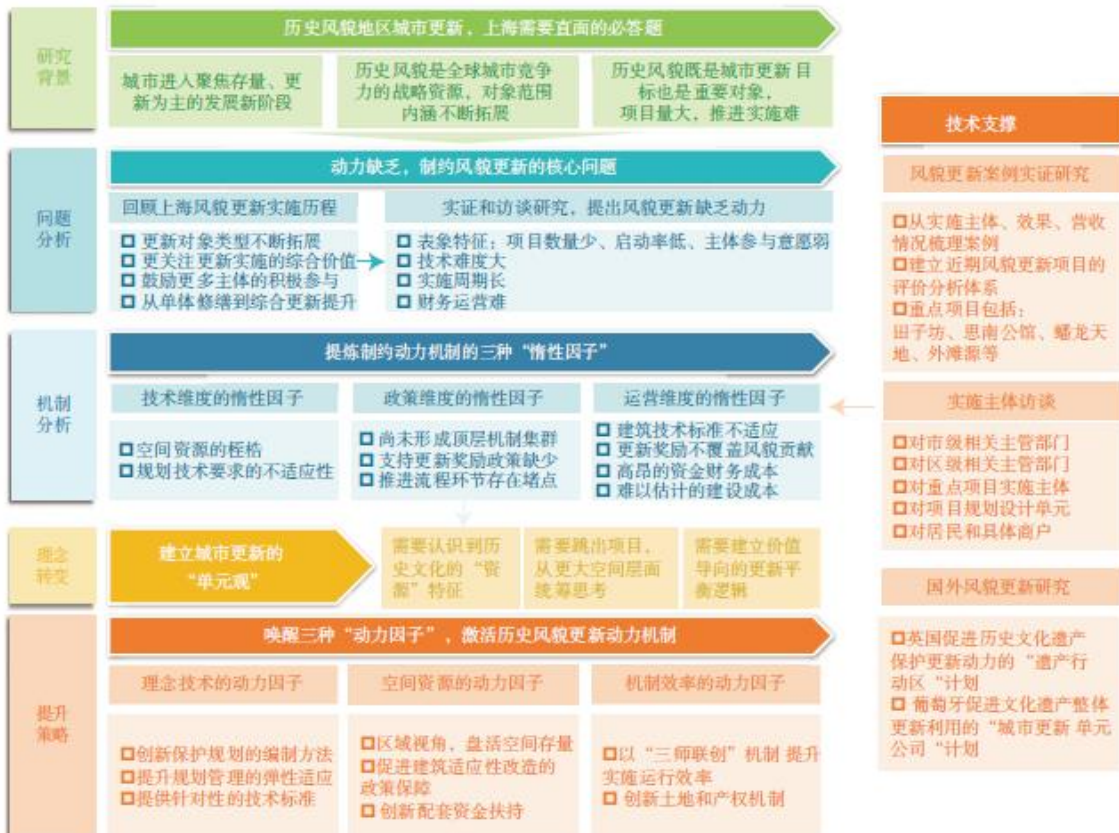 研究
背景
历史风貌地区城市更新，上海需要直面的必答题
城市进入聚焦存量、更
新为主的发展新阶段
历史风貌是全球城市竞争
力的战略资源，对象范围
内涵不断拓展
历史风貌既是城市更新 目
标也是重要对象，
项目量大，推进实施难
问题
分析
动力缺乏，制约风貌更新的核心问题
回顾上海风貌更新实施历程
更新对象类型不断拓展
更关注更新实施的综合价值
鼓励更多主体的积极参与
从单体修缮到综合更新提升
实证和访谈研究，提出风貌更新缺乏动力
表象特征：项目数量少、启动率低、主体参与意愿弱
技术难度大
实施周期长
财务运营难
机制
分析
提炼制约动力机制的三种“惰性因子”
技术维度的惰性因子
空间资源的桎梏
规划技术要求的不适应性
政策维度的惰性因子
尚未形成顶层机制集群
支持更新奖励政策缺少
推进流程环节存在堵点
运营维度的惰性因子
建筑技术标准不适应
更新奖励不覆盖风貌贡献
高昂的资金财务成本
难以估计的建设成本
理念
转变
建立城市更新的
“单元观”
需要认识到历
史文化的“资
源”特征
需要跳出项目，
从更大空间层面
统筹思考
需要建立价值
导向的更新平
衡逻辑
提升
策略
唤醒三种“动力因子”，激活历史风貌更新动力机制
理念技术的动力因子
创新保护规划的编制方法
提升规划管理的弹性适应
提供针对性的技术标准
空间资源的动力因子
区域视角，盘活空间存量
促进建筑适应性改造的
政策保障
创新配套资金扶持
机制效率的动力因子
以“三师联创”机制 提升
实施运行效率
创新土地和产权机制
技术支撑
风貌更新案例实证研究
从实施主体、效果、营收
情况梳理案例
建立近期风貌更新项目的
评价分析体系
重点项目包括：
田子坊、思南公馆、蟠龙天
地、外滩源等
实施主体访谈
对市级相关主管部门
对区级相关主管部门
对重点项目实施主体
对项目规划设计单元
对居民和具体商户
国外风貌更新研究
英国促进历史文化遗产
保护更新动力的“遗产行
动区“计划
葡萄牙促进文化遗产整体
更新利用的“城市更新 单元
公司“计划